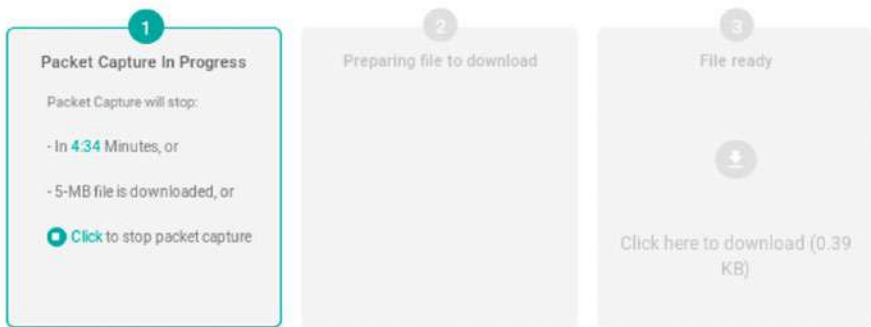 1
Packet Capture In Progress
Packet Capture will stop:
- In 4:34 Minutes, or
- 5-MB file is downloaded, or
Click to stop packet capture
2
Preparing file to download
3
File ready
Click here to download (0.39
KB)